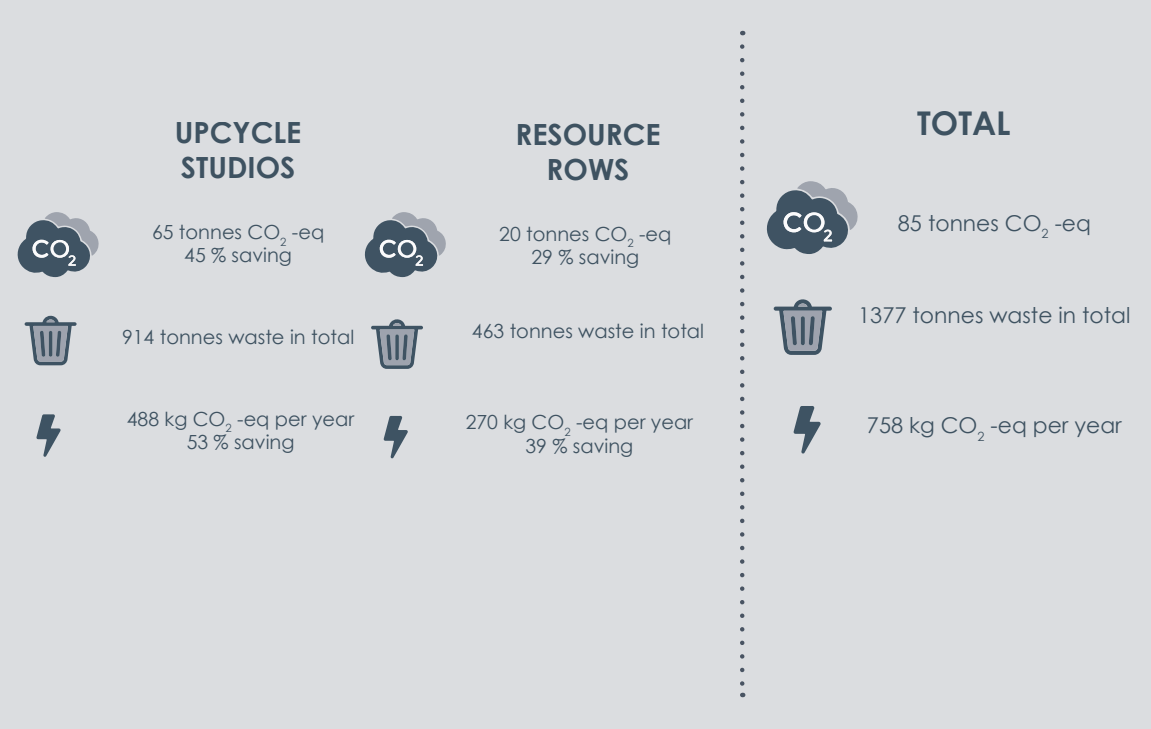 UPCYCLE
STUDIOS
CO2
65 tonnes CO2 -eq
45 % saving
914 tonnes waste in total
488 kg CO2 -eq per year
53 % saving
RESOURCE
ROWS
CO2
20 tonnes CO2 -eq
29 % saving
463 tonnes waste in total
270 kg CO2 -eq per year
39 % saving
TOTAL
CO2
85 tonnes CO2 -eq
1377 tonnes waste in total
758 kg CO2 -eq per year